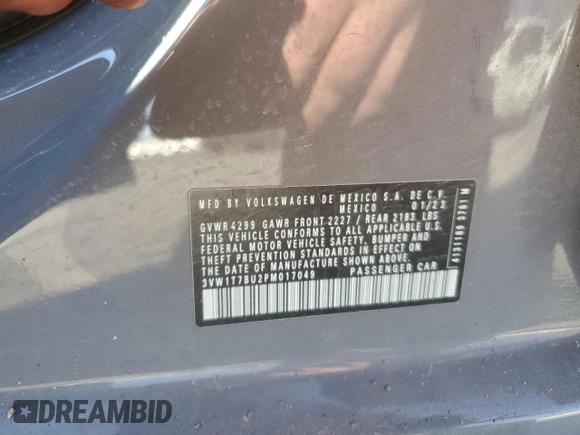 MFD BY VOLKSWAGEN DE MEXICO S.A. DE C.V.
MEXICO 01/23
GVWR 4299 GAWR FRONT 2227 / REAR 2183 LBS
THIS VEHICLE CONFORMS TO ALL APPLICABLE U.S.
FEDERAL MOTOR VEHICLE SAFETY, BUMPER AND
THEFT PREVENTION STANDARDS IN EFFECT ON
THE DATE OF MANUFACTURE SHOWN ABOVE.
3VW1T7BU2PM017049 PASSENGER CAR
DREAMBID